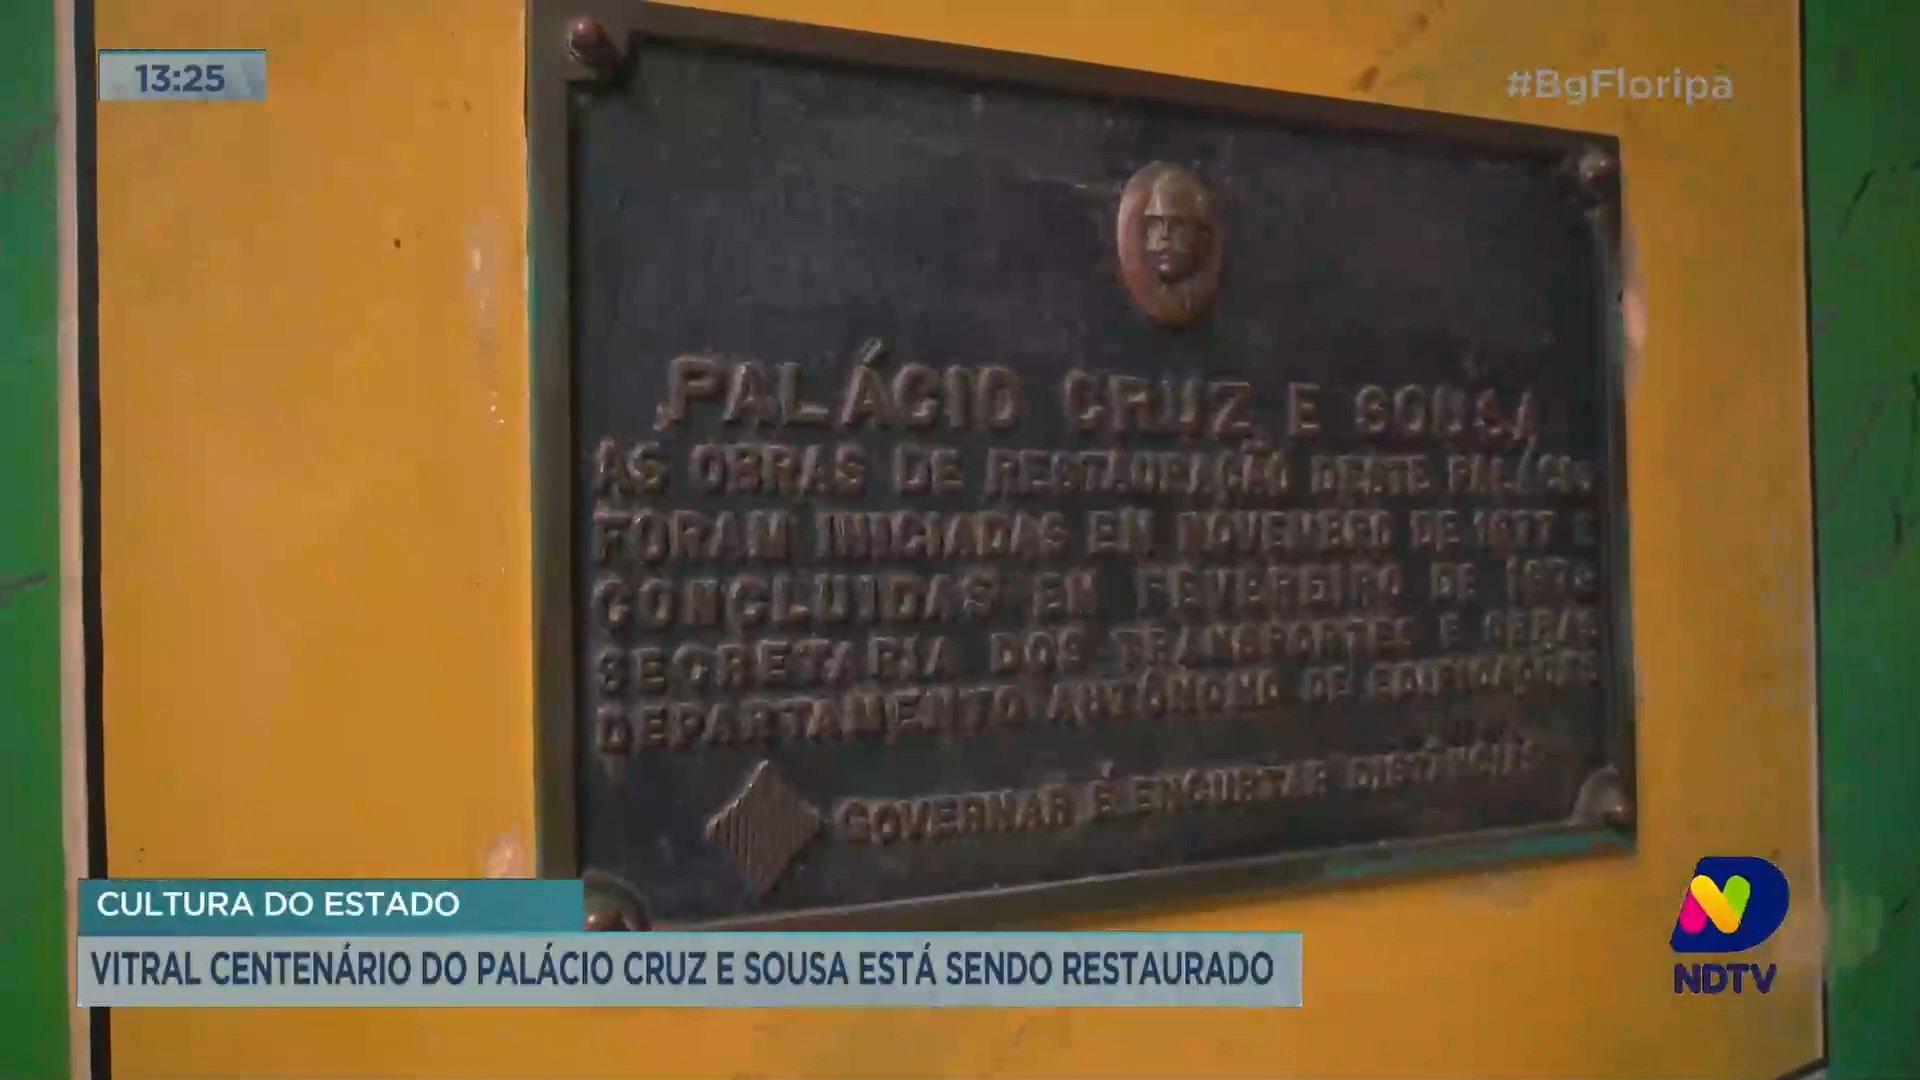 13:25
#BgFloripa
PALÁCIO CRUZ E SOUSA
AS OBRAS DE RESTAURAÇÃO DESTE PALÁCIO
FORAM INICIADAS EM NOVEMBRO DE 1977 E
CONCLUIDAS EM FEVEREIRO DE
SECRETARIA DOS TRANSPORTES E OBRAS
DEPARTAMENTO AUTÔNOMO DE EDIFICAÇÕES
GOVERNAR É ENCURTAR DISTÂNCIAS
CULTURA DO ESTADO
VITRAL CENTENÁRIO DO PALÁCIO CRUZ E SOUSA ESTÁ SENDO RESTAURADO
NDTV